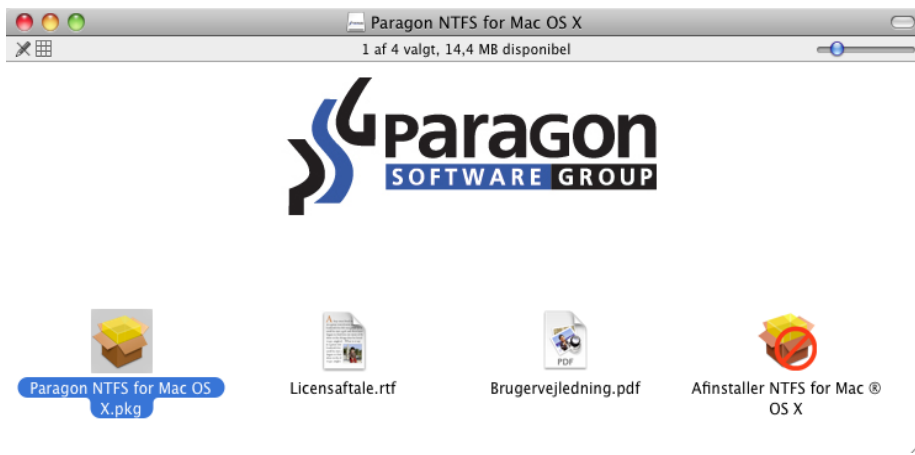 Paragon NTFS for Mac OS X
1 af 4 valgt, 14,4 MB disponibel
Paragon
SOFTWARE GROUP
Paragon NTFS for Mac OS
X.pkg
Licensaftale.rtf
PDF
Brugervejledning.pdf
Afinstaller NTFS for Mac ®
OS X